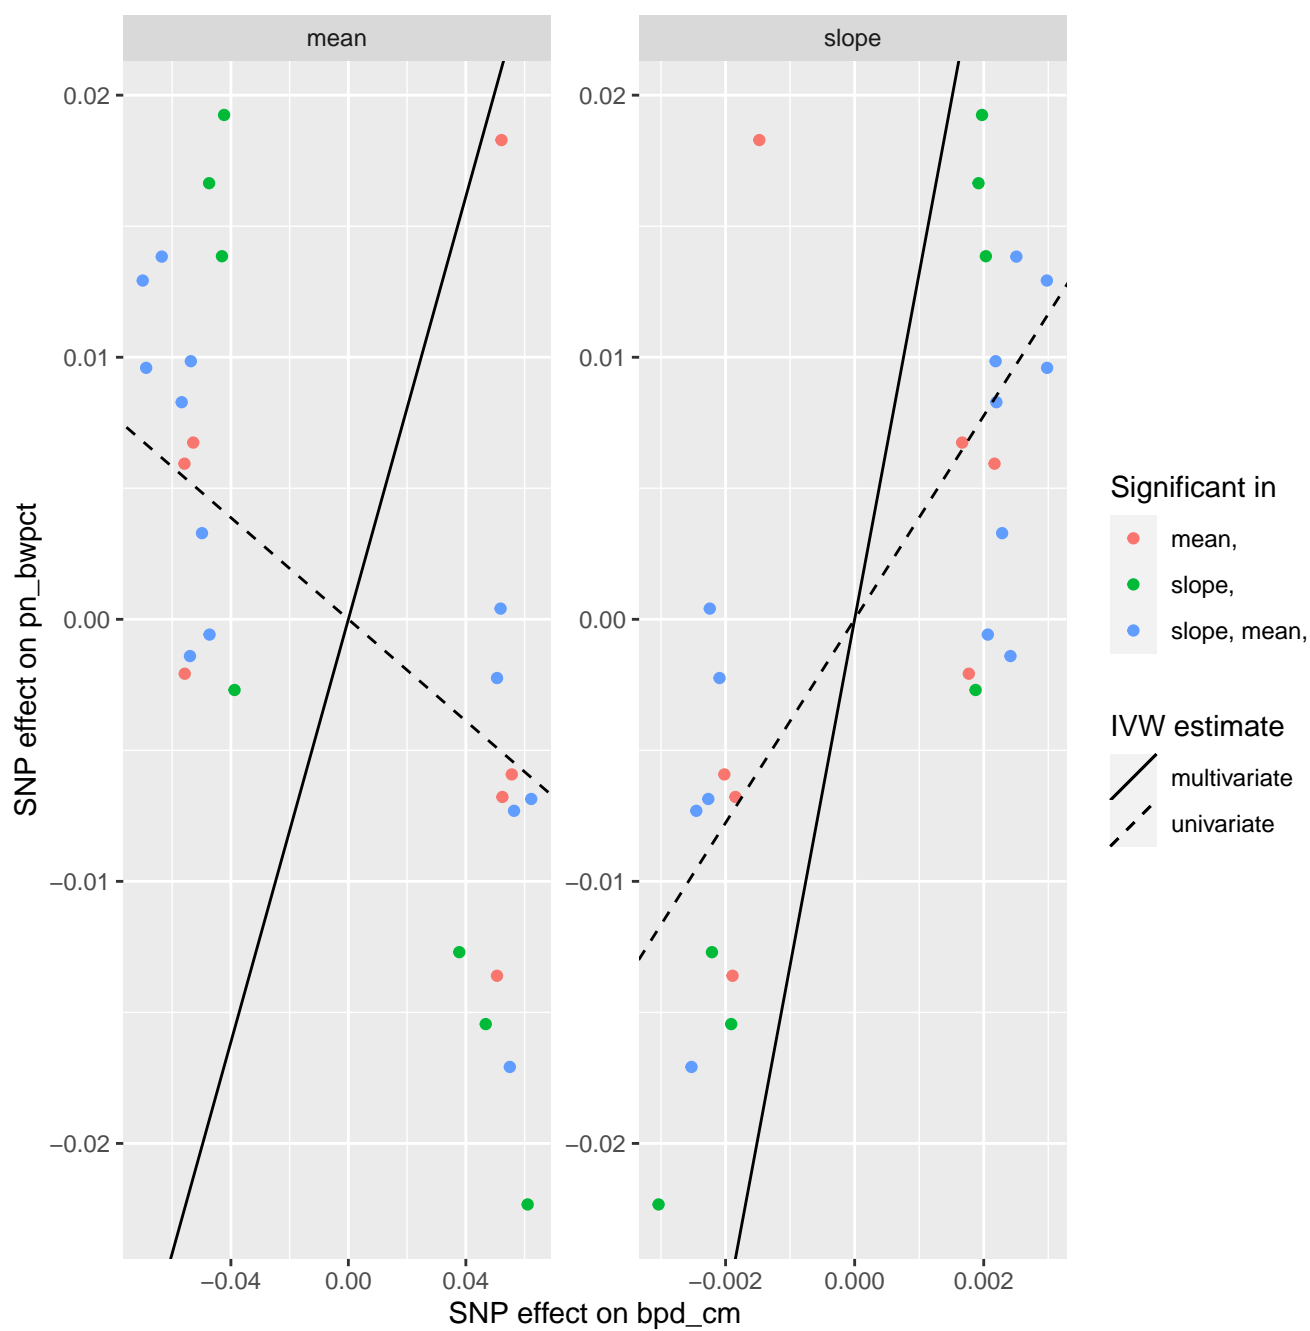 mean
slope
0.02
0.01
0.00
−0.01
−0.02
0.02
0.01
0.00
−0.01
−0.02
−0.04
0.00
0.04
−0.002
0.000
0.002
SNP effect on bpd_cm
SNP effect on pn_bwpct
Significant in
mean,
slope,
slope, mean,
IVW estimate
multivariate
univariate